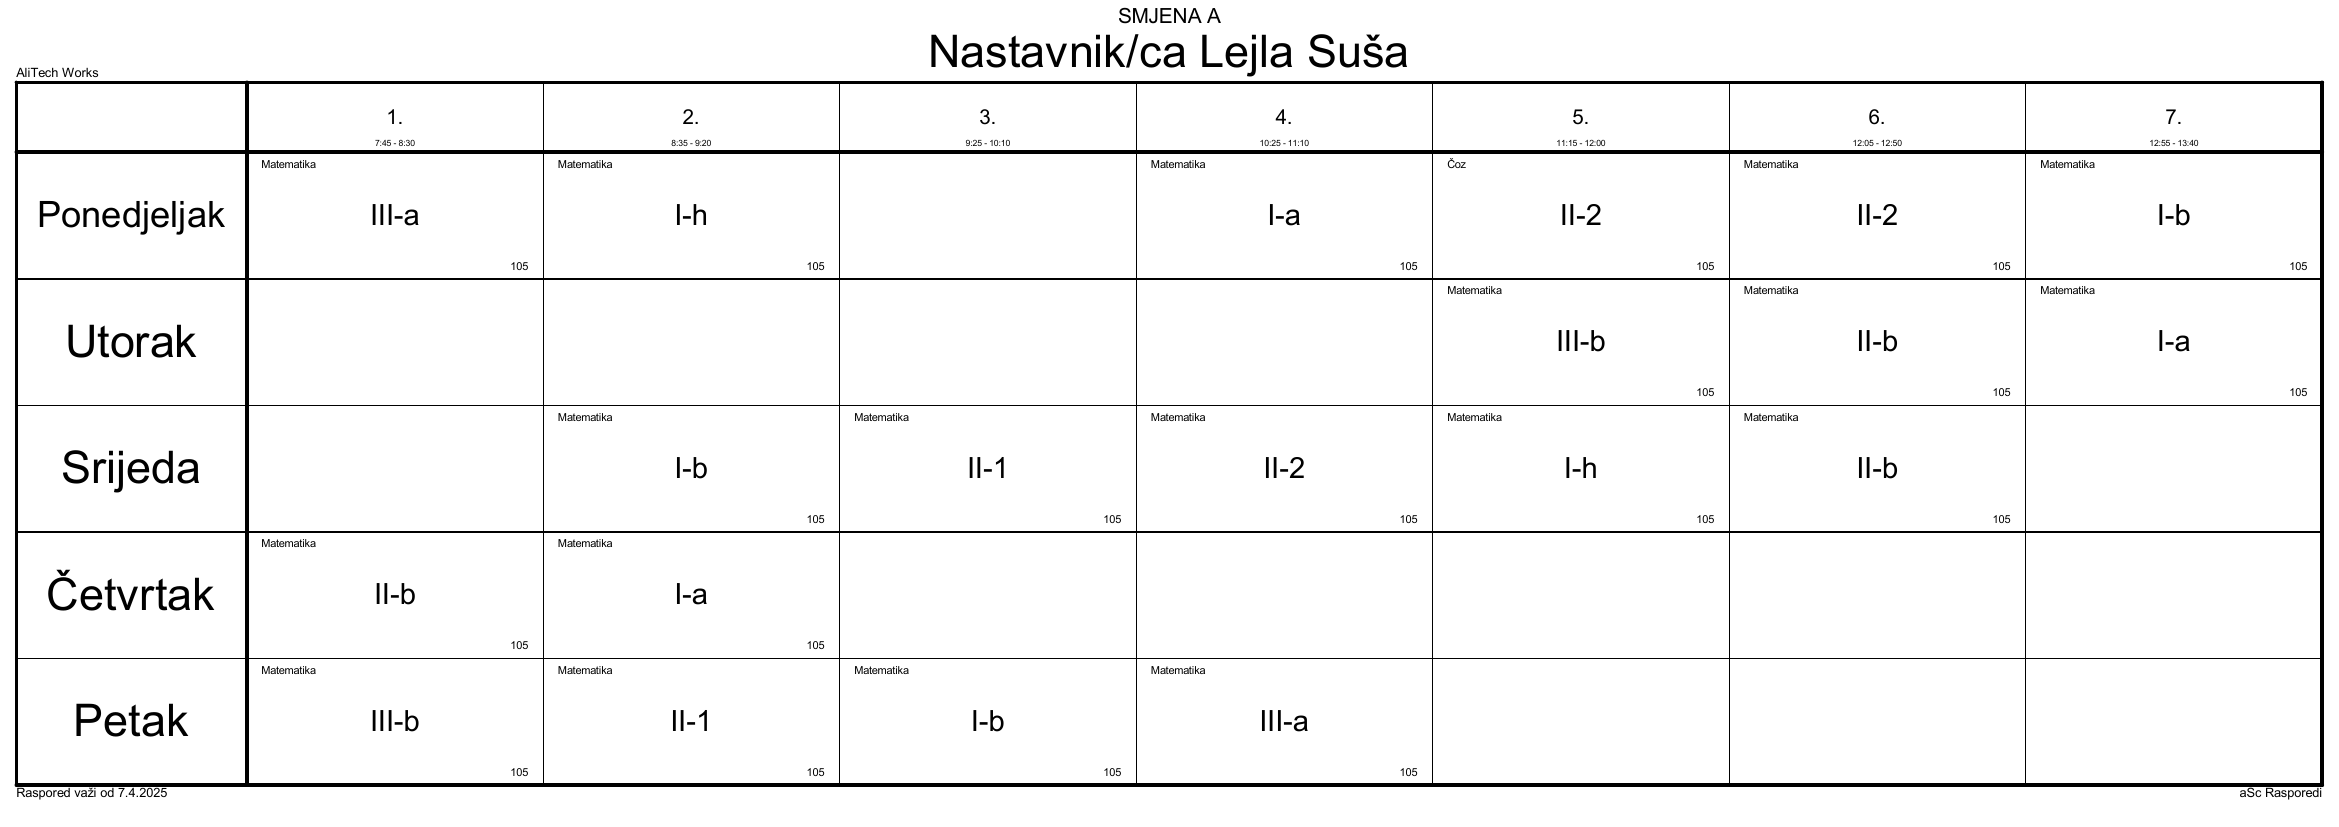 SMJENA A
Nastavnik/ca Lejla Suša
AliTech Works
1. 2. 3. 4. 5. 6. 7.
7:45 - 8:30 8:35 - 9:20 9:25 - 10:10 10:25 - 11:10 11:15 - 12:00 12:05 - 12:50 12:55 - 13:40
Matematika Matematika Matematika Čoz Matematika Matematika
Ponedjeljak III-a I-h I-a II-2 II-2 I-b
105 105 105 105 105 105
Matematika Matematika Matematika
Utorak III-b II-b I-a
105 105 105
Matematika Matematika Matematika Matematika Matematika
Srijeda I-b II-1 II-2 I-h II-b
105 105 105 105 105
Matematika Matematika
Četvrtak II-b I-a
105 105
Matematika Matematika Matematika Matematika
Petak III-b II-1 I-b III-a
105 105 105 105
Raspored važi od 7.4.2025 aSc Rasporedi